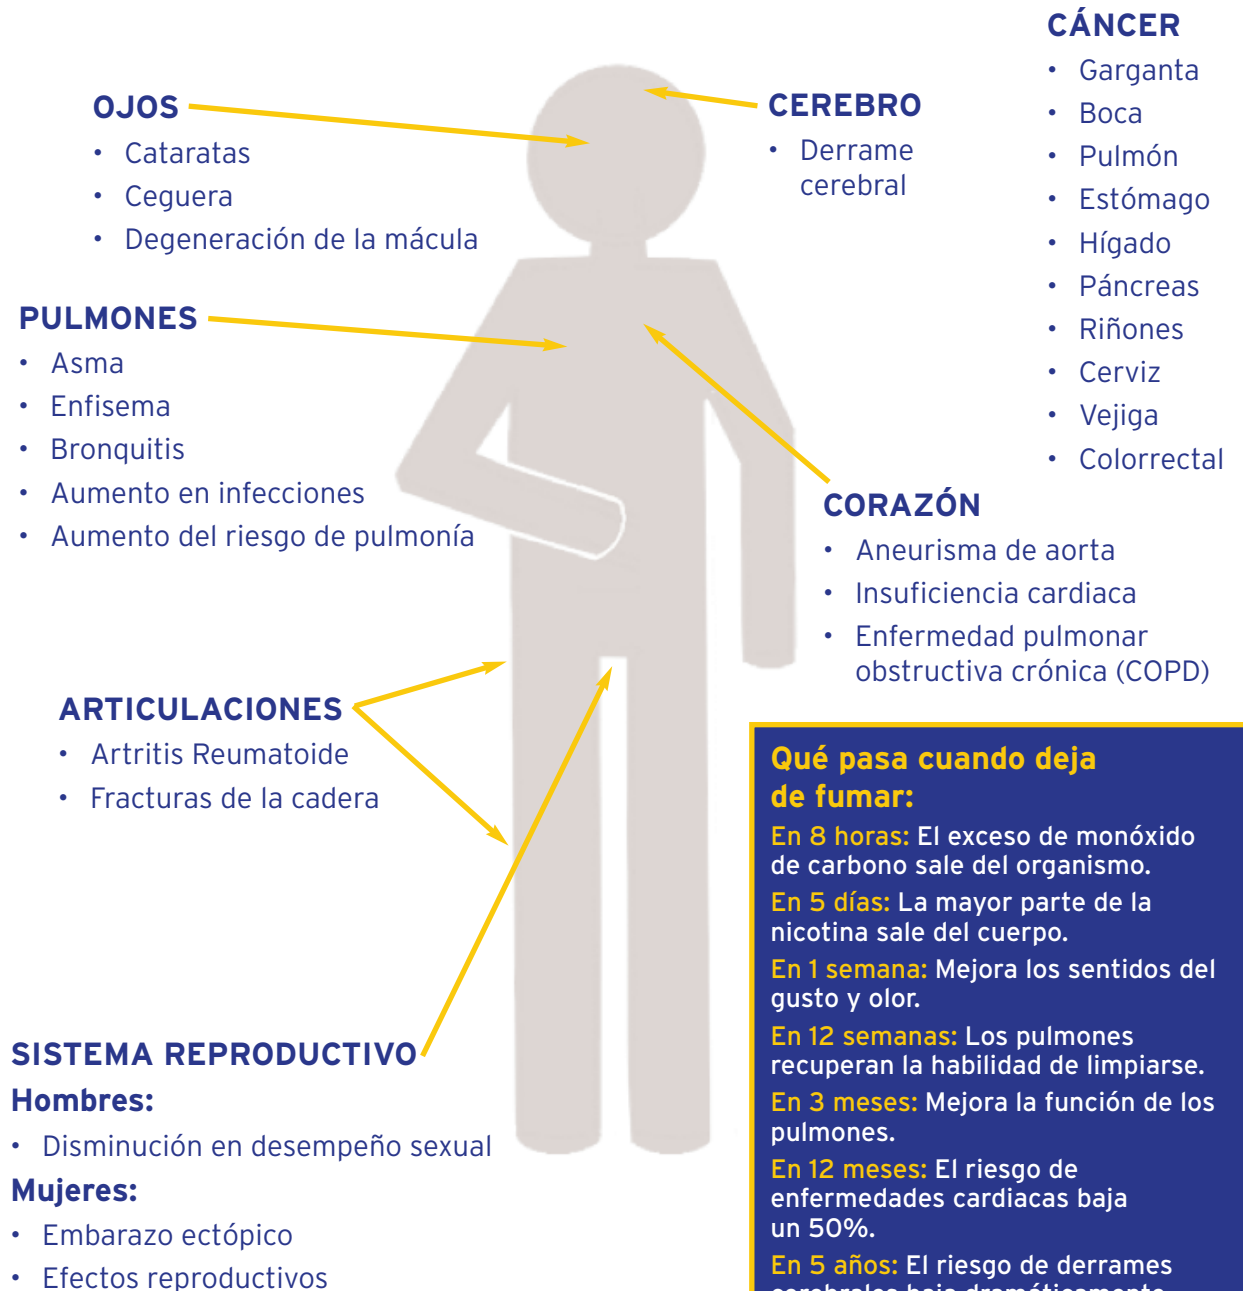 OJOS
• Cataratas
• Ceguera
• Degeneración de la mácula
CEREBRO
• Derrame
cerebral
CÁNCER
• Garganta
• Boca
• Pulmón
• Estómago
• Hígado
• Páncreas
• Riñones
• Cerviz
• Vejiga
• Colorrectal
PULMONES
• Asma
• Enfisema
• Bronquitis
• Aumento en infecciones
• Aumento del riesgo de pulmonía
CORAZÓN
• Aneurisma de aorta
• Insuficiencia cardiaca
• Enfermedad pulmonar
obstructiva crónica (COPD)
ARTICULACIONES
• Artritis Reumatoide
• Fracturas de la cadera
SISTEMA REPRODUCTIVO
Hombres:
• Disminución en desempeño sexual
Mujeres:
• Embarazo ectópico
• Efectos reproductivos
Qué pasa cuando deja
de fumar:
En 8 horas: El exceso de monóxido
de carbono sale del organismo.
En 5 días: La mayor parte de la
nicotina sale del cuerpo.
En 1 semana: Mejora los sentidos del
gusto y olor.
En 12 semanas: Los pulmones
recuperan la habilidad de limpiarse.
En 3 meses: Mejora la función de los
pulmones.
En 12 meses: El riesgo de
enfermedades cardiacas baja
un 50%.
En 5 años: El riesgo de derrames
cerebrales baja dramáticamente